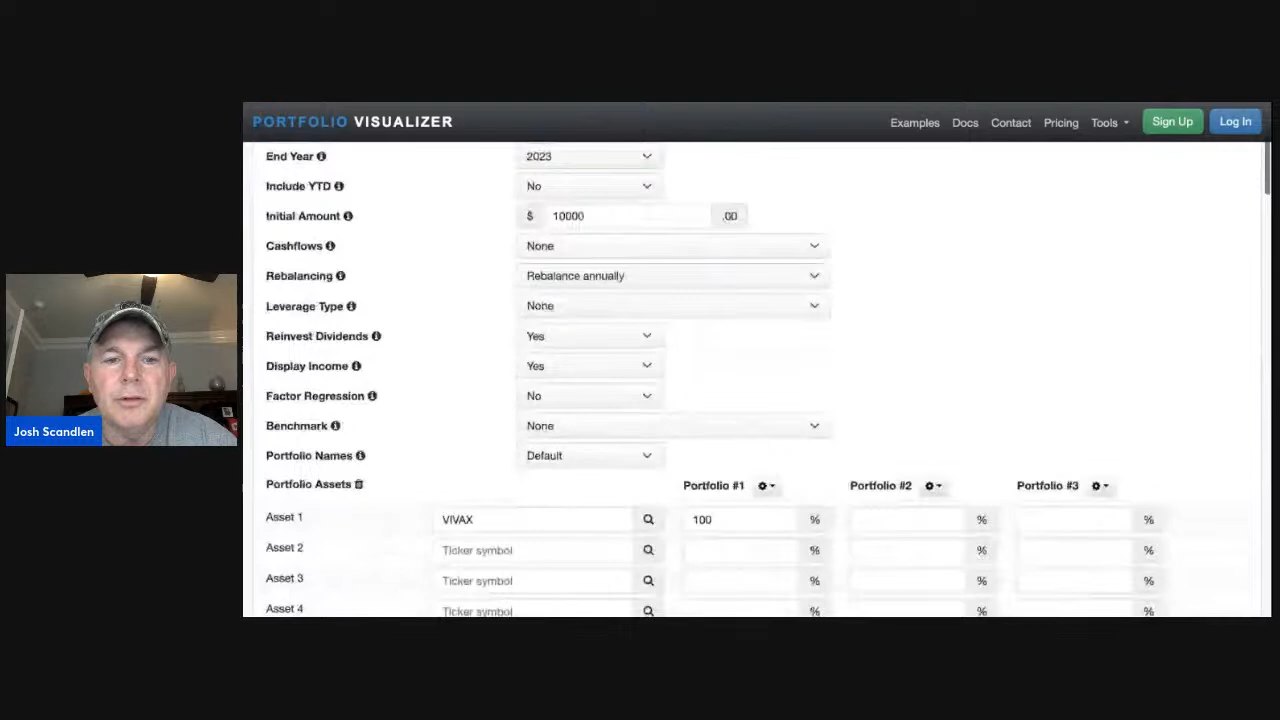 PORTFOLIO VISUALIZER
Examples Docs Contact Pricing Tools Sign Up Log In
End Year 2023
Include YTD No
Initial Amount $ 10000 .00
Cashflows None
Rebalancing Rebalance annually
Leverage Type None
Reinvest Dividends Yes
Display Income Yes
Factor Regression No
Benchmark None
Portfolio Names Default
Portfolio Assets Portfolio #1 Portfolio #2 Portfolio #3
Asset 1 VIVAX 100 % % %
Asset 2 Ticker symbol % % %
Asset 3 Ticker symbol % % %
Asset 4 Ticker symbol % % %
Josh Scandlen